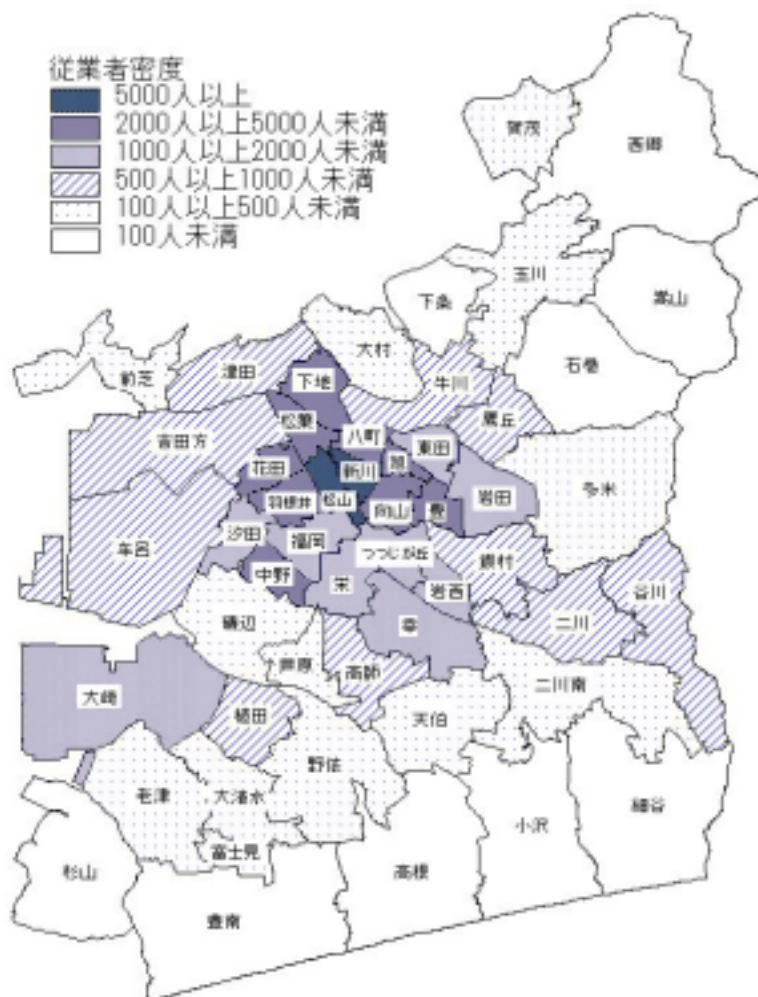 従業者密度
5000人以上
2000人以上5000人未満
1000人以上2000人未満
500人以上1000人未満
100人以上500人未満
100人未満
賀茂
西郷
玉川
嵩山
下条
石巻
大村
前芝
津田
下地
牛川
鷹丘
松葉
吉田方
八町
東田
旭
花田
新川
多米
岩田
羽根井
松山
向山
豊
牟呂
汐田
福岡
つつじが丘
飯村
中野
栄
岩西
谷川
磯辺
幸
二川
芦原
高師
大崎
植田
天伯
二川南
野依
老津
大清水
細谷
小沢
富士見
杉山
高根
豊南